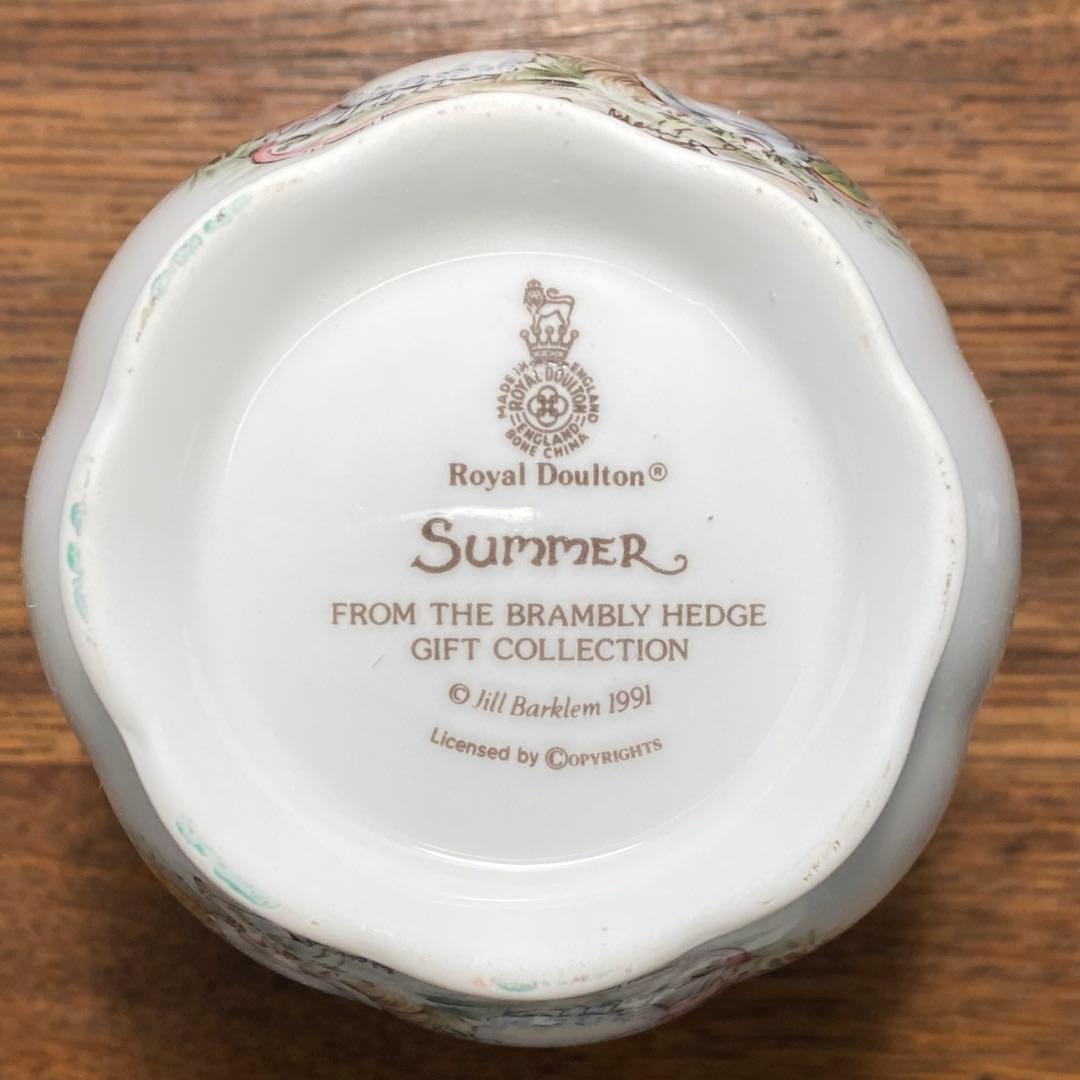 MADE IN ENGLAND
ROYAL DOULTON
ENGLAND
BONE CHINA
Royal Doulton®
SUMMER
FROM THE BRAMBLY HEDGE
GIFT COLLECTION
© Jill Barklem 1991
Licensed by ©OPYRIGHTS